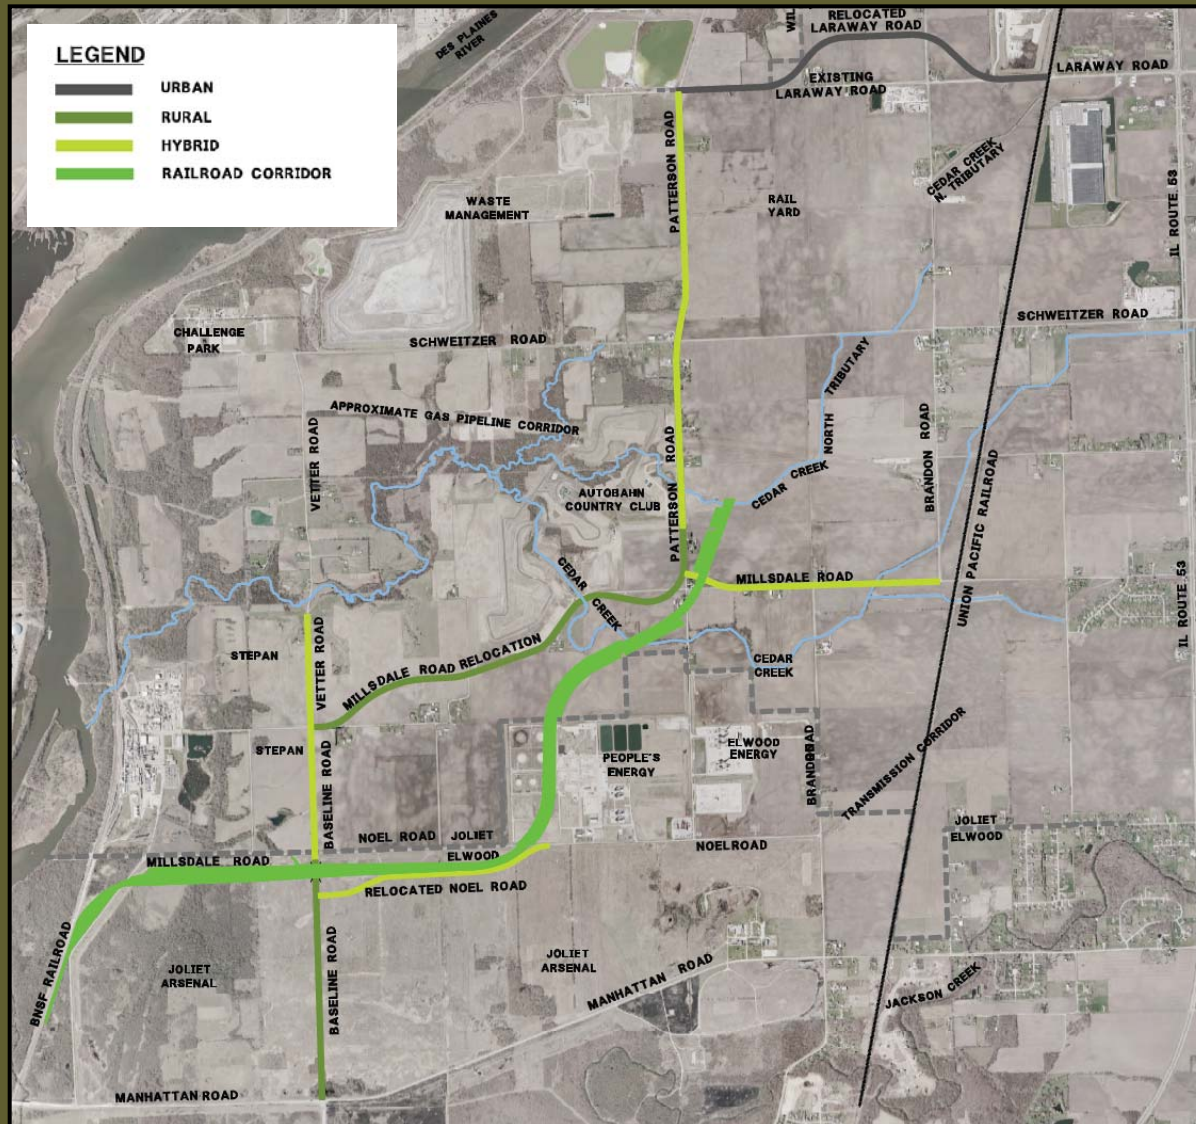 LEGEND
URBAN
RURAL
HYBRID
RAILROAD CORRIDOR
DES PLAINES
RIVER
RELOCATED
LARAWAY ROAD
EXISTING
LARAWAY ROAD
LARAWAY ROAD
PATTERSON ROAD
WASTE
MANAGEMENT
RAIL
YARD
CEDAR CREEK
N. TRIBUTARY
IL ROUTE 53
CHALLENGE
PARK
SCHWEITZER ROAD
SCHWEITZER ROAD
APPROXIMATE GAS PIPELINE CORRIDOR
VETTER ROAD
NORTH TRIBUTARY
CEDAR CREEK
BRANDON ROAD
UNION PACIFIC RAILROAD
PATTERSON ROAD
AUTOBAHN
COUNTRY CLUB
CEDAR CREEK
MILLSDALE ROAD
IL ROUTE 53
STEPAN
VETTER ROAD
MILLSDALE ROAD RELOCATION
CEDAR
CREEK
STEPAN
BASELINE ROAD
PEOPLE'S
ENERGY
ELWOOD
ENERGY
BRANDON
TRANSMISSION CORRIDOR
NOEL ROAD
JOLIET
ELWOOD
NOELROAD
JOLIET
ELWOOD
MILLSDALE ROAD
RELOCATED NOEL ROAD
BNSF RAILROAD
JOLIET
ARSENAL
BASELINE ROAD
JOLIET
ARSENAL
MANHATTAN ROAD
JACKSON CREEK
MANHATTAN ROAD